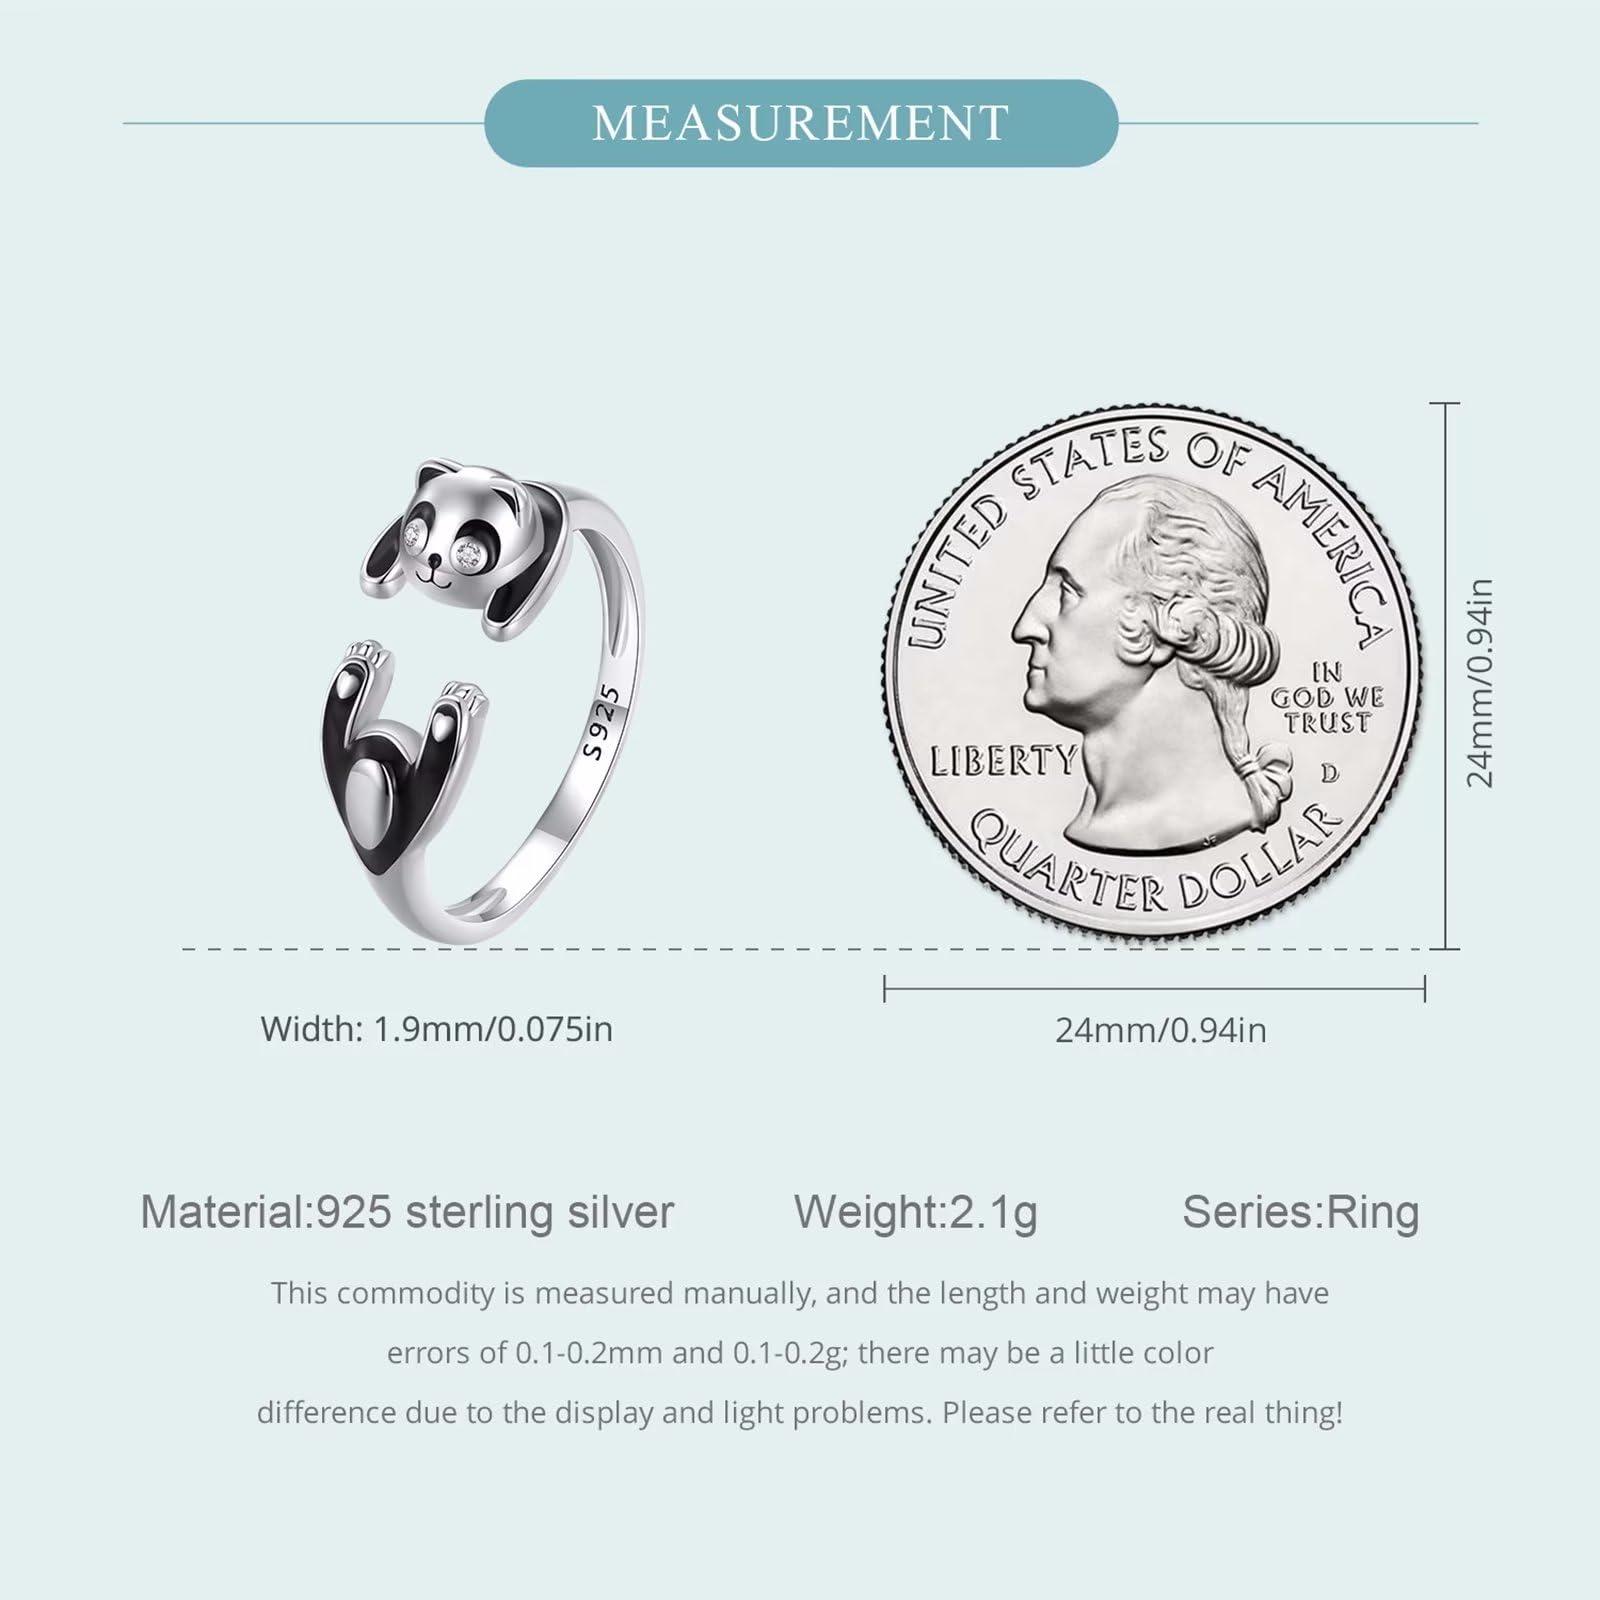 MEASUREMENT
S925
UNITED STATES OF AMERICA
IN
GOD WE
TRUST
LIBERTY
D
QUARTER DOLLAR
24mm/0.94in
Width: 1.9mm/0.075in
24mm/0.94in
Material:925 sterling silver
Weight:2.1g
Series:Ring
This commodity is measured manually, and the length and weight may have
errors of 0.1-0.2mm and 0.1-0.2g; there may be a little color
difference due to the display and light problems. Please refer to the real thing!